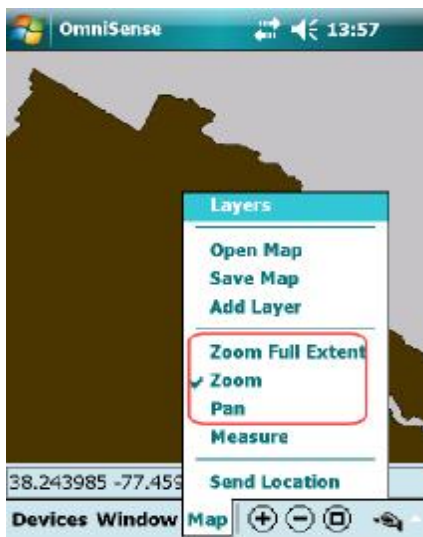 OmniSense 13:57
Layers
Open Map
Save Map
Add Layer
Zoom Full Extent
Zoom
Pan
Measure
Send Location
38.243985 -77.459
Devices Window Map